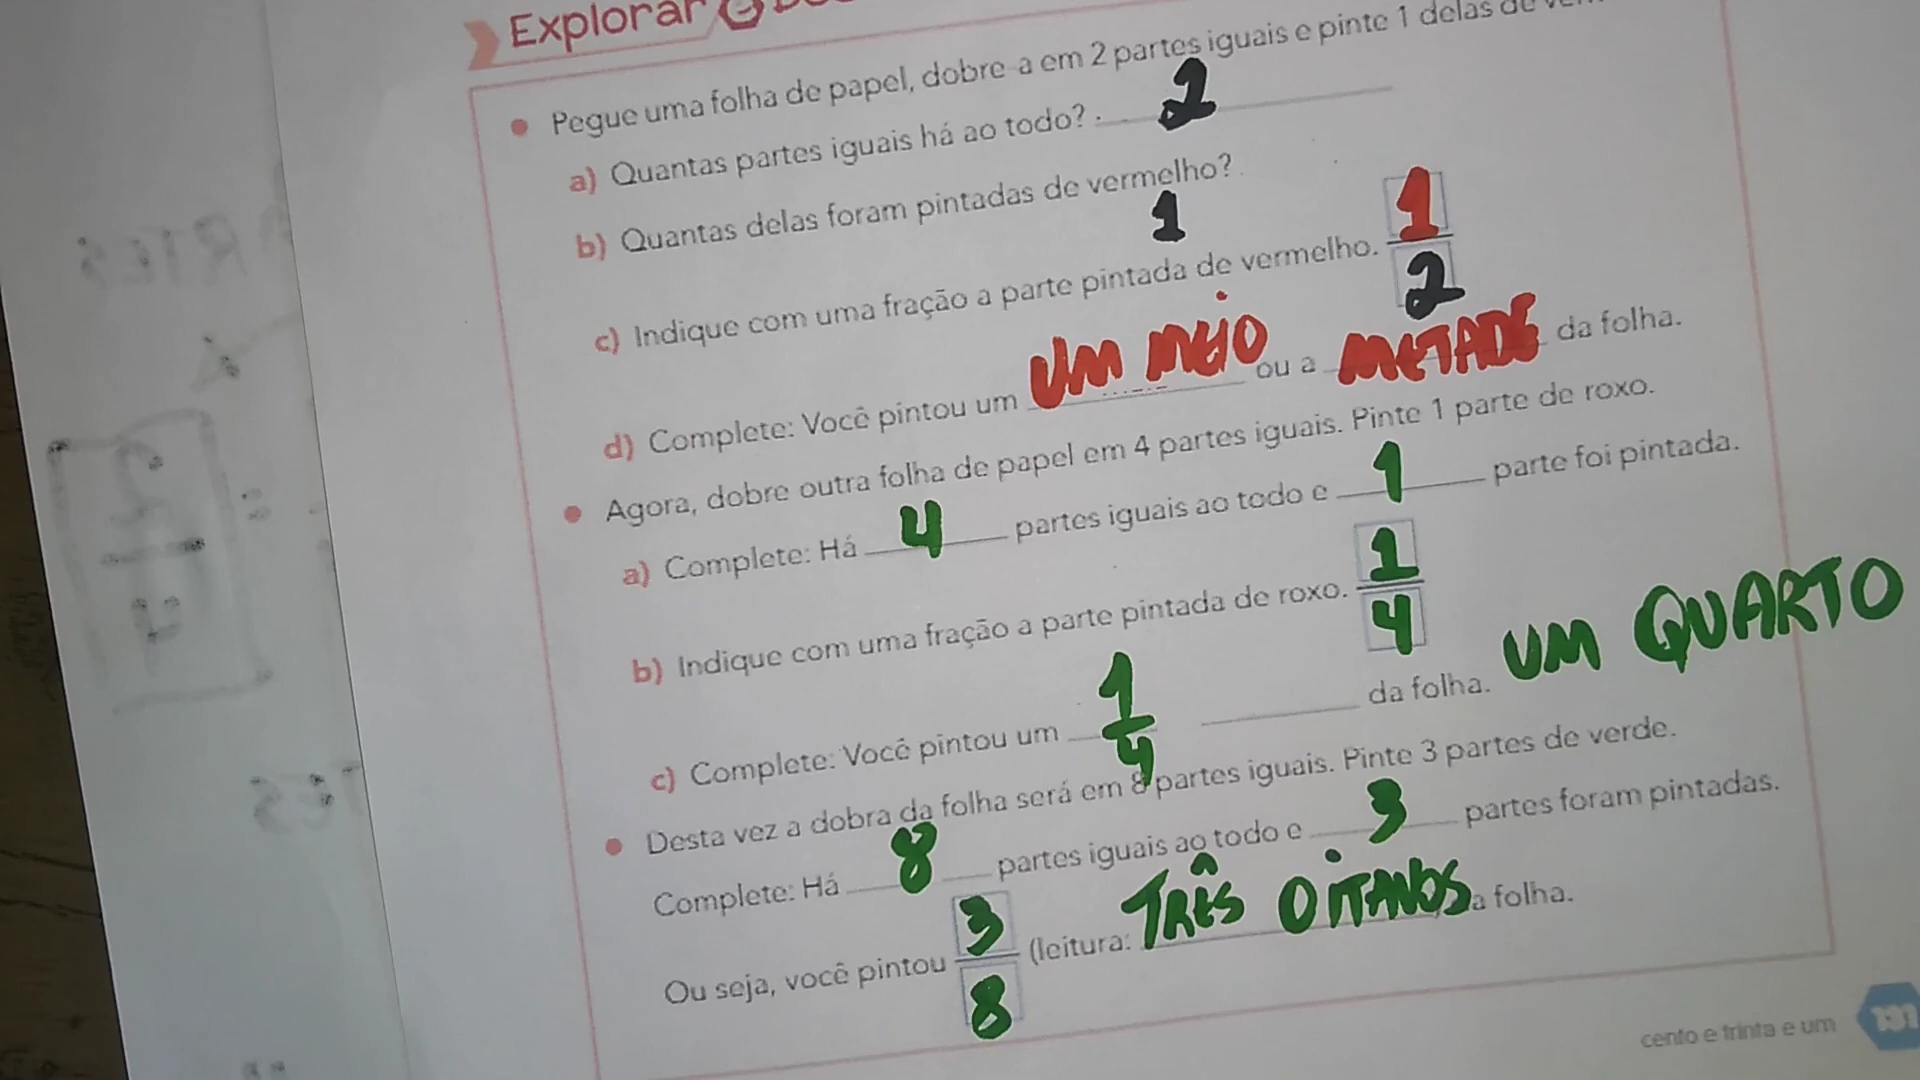 Explorar
Pegue uma folha de papel, dobre-a em 2 partes iguais e pinte 1 delas de
a) Quantas partes iguais há ao todo? 2
b) Quantas delas foram pintadas de vermelho?
1
c) Indique com uma fração a parte pintada de vermelho. 1
2
d) Complete: Você pintou um UM MEIO ou a METADE da folha.
Agora, dobre outra folha de papel em 4 partes iguais. Pinte 1 parte de roxo.
a) Complete: Há 4 partes iguais ao todo e 1 parte foi pintada.
b) Indique com uma fração a parte pintada de roxo. 1
4
c) Complete: Você pintou um 1
4 da folha. UM QUARTO
Desta vez a dobra da folha será em 8 partes iguais. Pinte 3 partes de verde.
Complete: Há 8 partes iguais ao todo e 3 partes foram pintadas.
Ou seja, você pintou 3
8 (leitura: TRÊS OITAVOS a folha.
cento e trinta e um 131